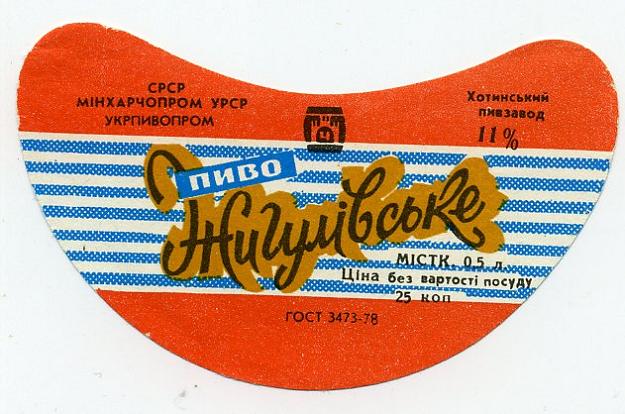 СРСР
МІНХАРЧОПРОМ УРСР
УКРПИВОПРОМ
Хотинський
пивзавод
11%
ПИВО
Жигулівське
МІСТК. 0,5 л.
Ціна без вартості посуду
25 коп
ГОСТ 3473-78